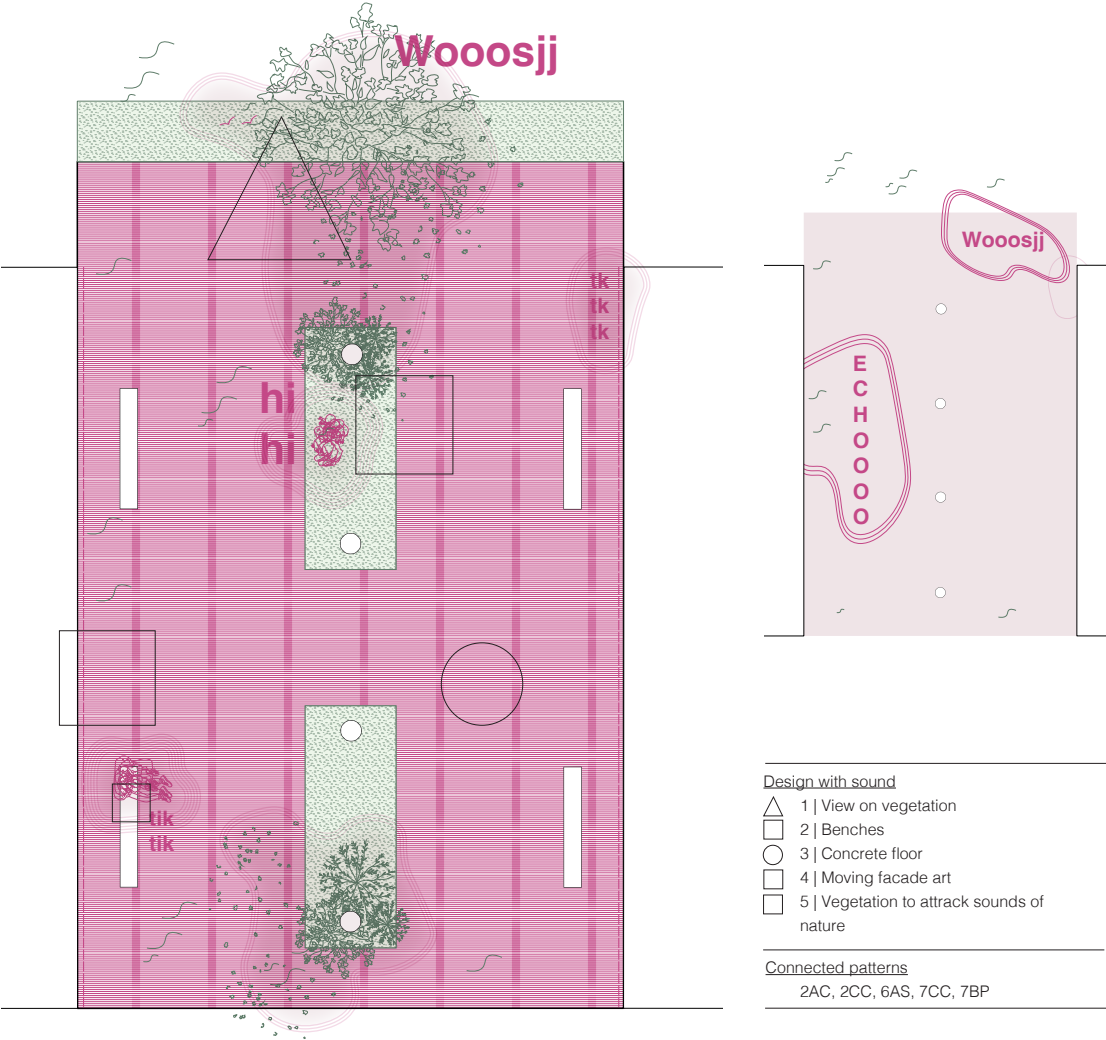 Wooosjj
tk
tk
tk
hi
hi
tik
tik
Wooosjj
E
C
H
O
O
O
O
Design with sound
1 | View on vegetation
2 | Benches
3 | Concrete floor
4 | Moving facade art
5 | Vegetation to attrack sounds of
nature
Connected patterns
2AC, 2CC, 6AS, 7CC, 7BP